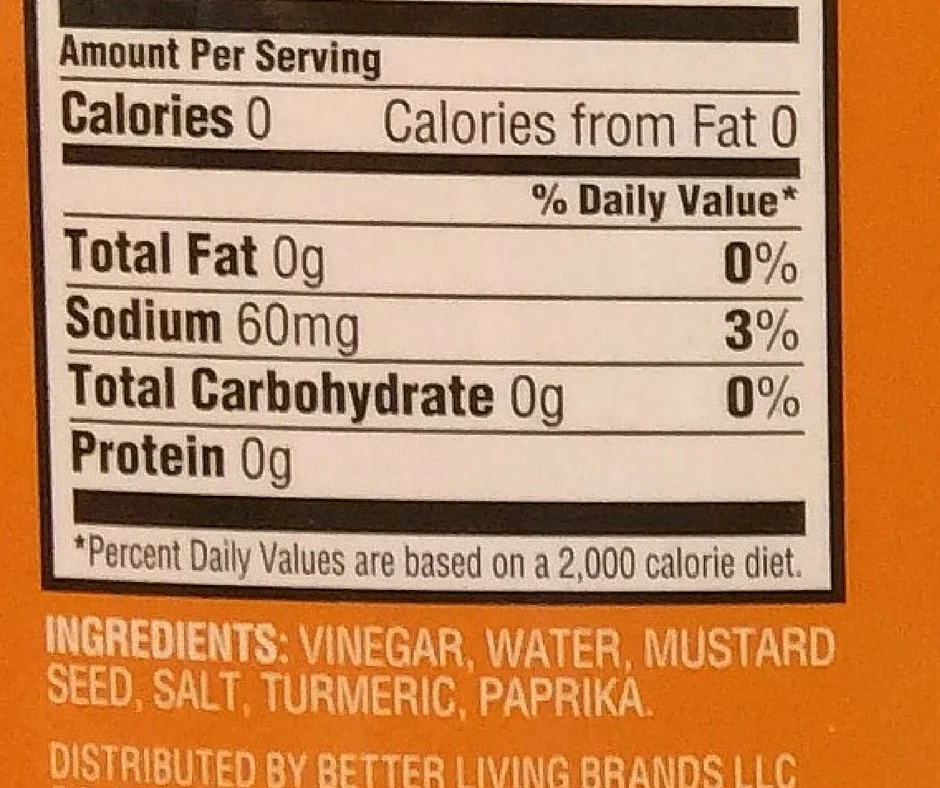 Amount Per Serving
Calories 0 Calories from Fat 0
% Daily Value*
Total Fat 0g 0%
Sodium 60mg 3%
Total Carbohydrate 0g 0%
Protein 0g
*Percent Daily Values are based on a 2,000 calorie diet.
INGREDIENTS: VINEGAR, WATER, MUSTARD
SEED, SALT, TURMERIC, PAPRIKA.
DISTRIBUTED BY BETTER LIVING BRANDS LLC